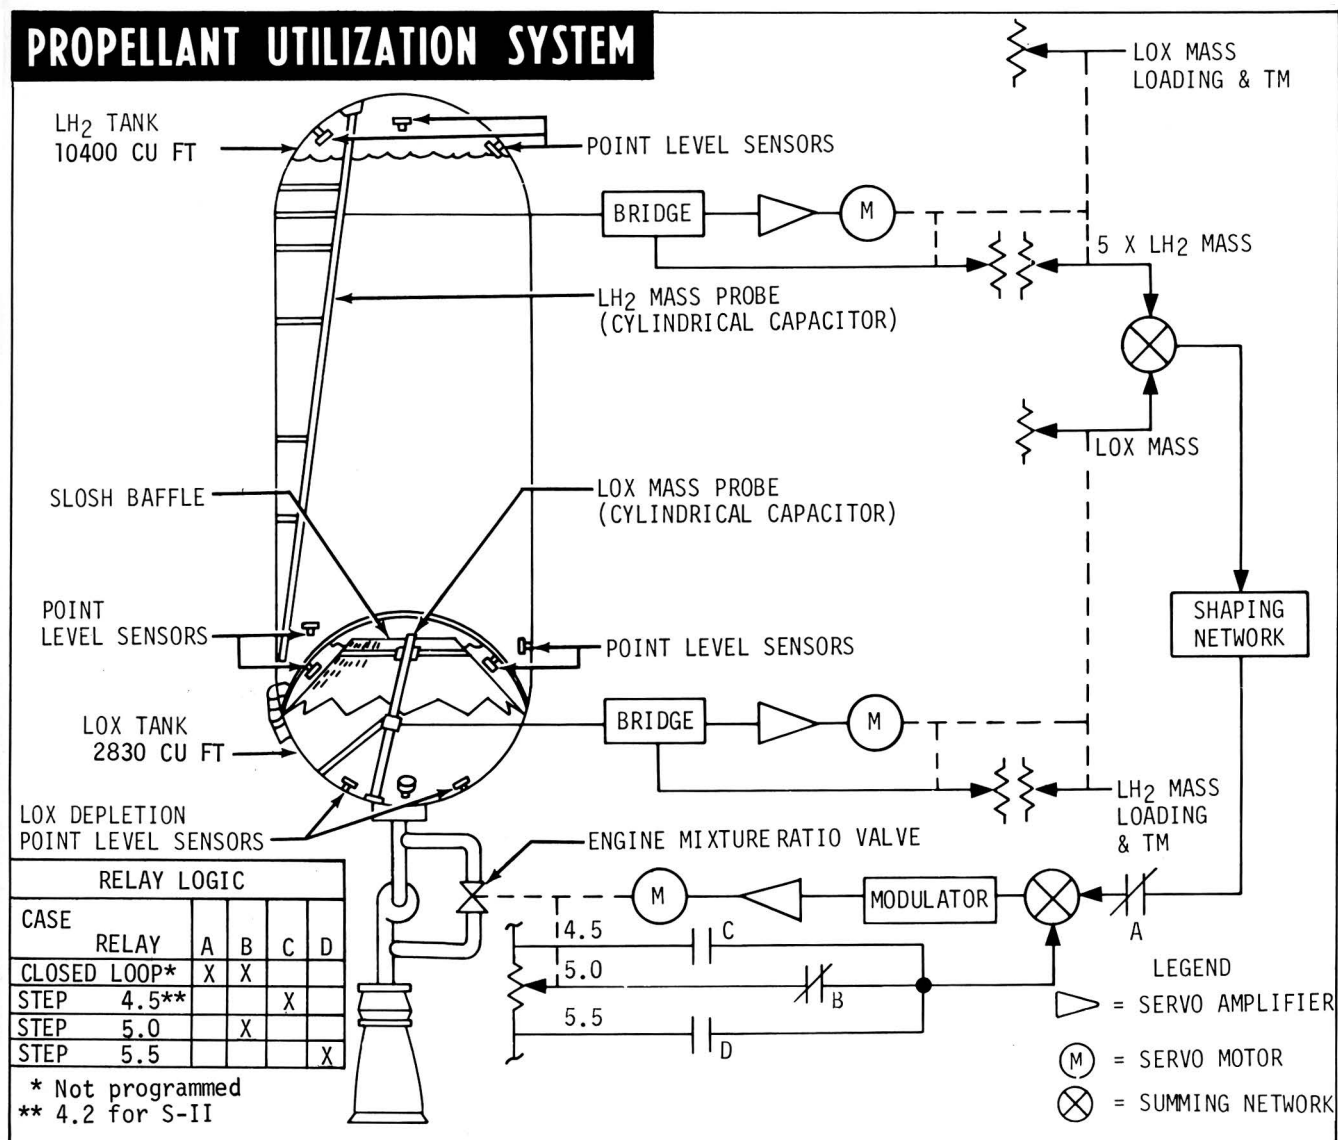 PROPELLANT UTILIZATION SYSTEM
LOX MASS
LOADING & TM
LH2 TANK
10400 CU FT
POINT LEVEL SENSORS
BRIDGE
M
5 X LH2 MASS
LH2 MASS PROBE
(CYLINDRICAL CAPACITOR)
LOX MASS
SLOSH BAFFLE
LOX MASS PROBE
(CYLINDRICAL CAPACITOR)
SHAPING
NETWORK
POINT
LEVEL SENSORS
POINT LEVEL SENSORS
LOX TANK
2830 CU FT
BRIDGE
M
LH2 MASS
LOADING
& TM
LOX DEPLETION
POINT LEVEL SENSORS
ENGINE MIXTURE RATIO VALVE
M
MODULATOR
A
4.5
C
5.0
B
5.5
D
RELAY LOGIC
CASE
RELAY A B C D
CLOSED LOOP* X X
STEP 4.5** X
STEP 5.0 X
STEP 5.5 X
* Not programmed
** 4.2 for S-II
LEGEND
= SERVO AMPLIFIER
M = SERVO MOTOR
= SUMMING NETWORK